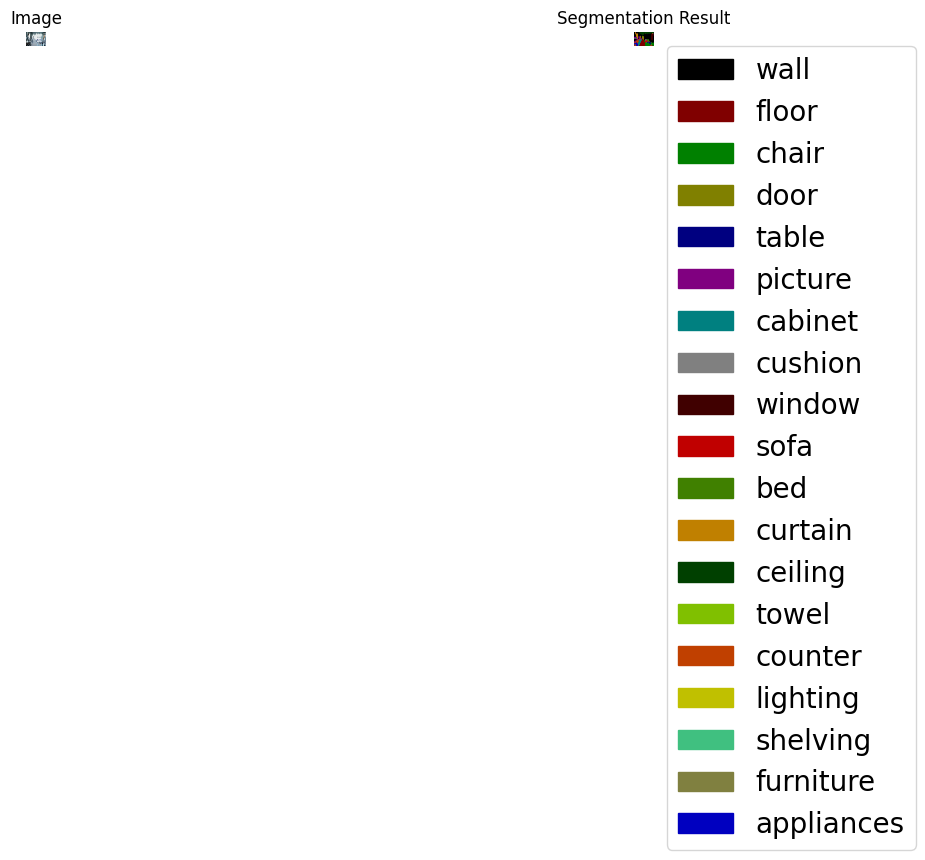 Image
Segmentation Result
wall
floor
chair
door
table
picture
cabinet
cushion
window
sofa
bed
curtain
ceiling
towel
counter
lighting
shelving
furniture
appliances